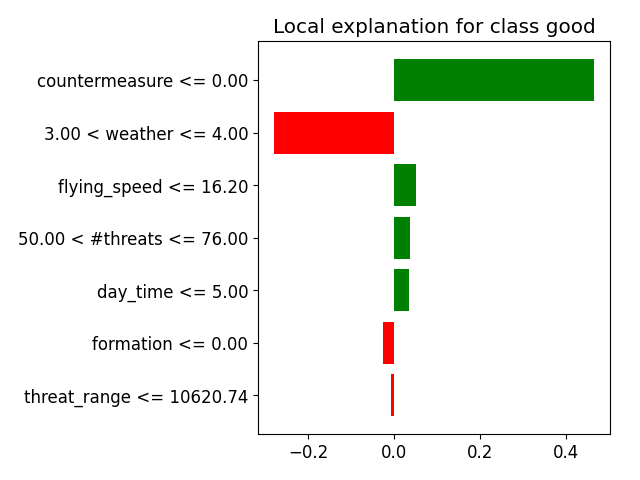 Local explanation for class good
countermeasure <= 0.00
3.00 < weather <= 4.00
flying_speed <= 16.20
50.00 < #threats <= 76.00
day_time <= 5.00
formation <= 0.00
threat_range <= 10620.74
−0.2 0.0 0.2 0.4